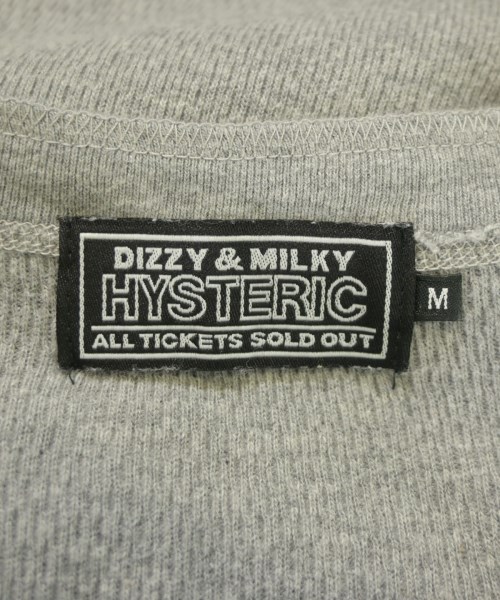 DIZZY & MILKY
HYSTERIC
ALL TICKETS SOLD OUT
M